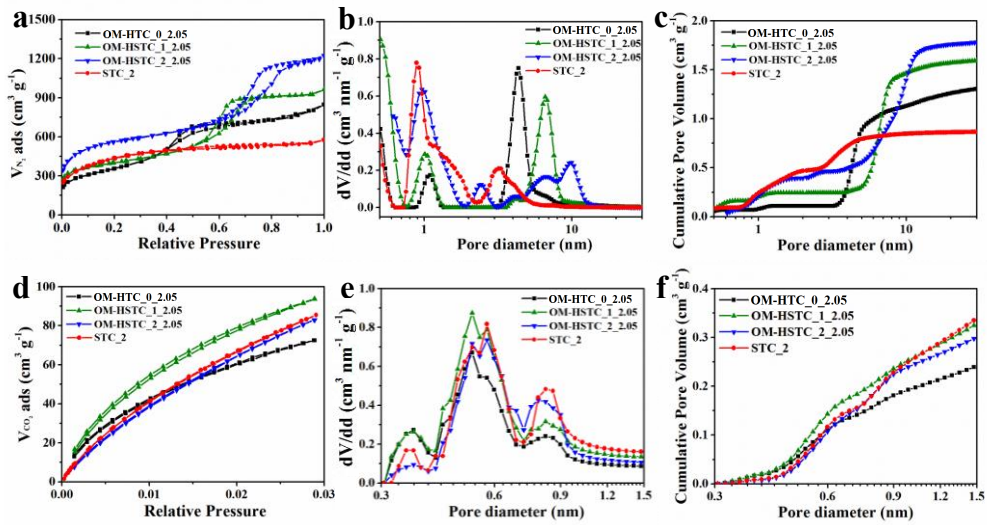 a
V_N₂ ads (cm³ g⁻¹)
1500
1200
900
600
300
0
OM-HTC_0_2.05
OM-HSTC_1_2.05
OM-HSTC_2_2.05
STC_2
0.0 0.2 0.4 0.6 0.8 1.0
Relative Pressure
b
dV/dd (cm³ nm⁻¹ g⁻¹)
1.0
0.8
0.6
0.4
0.2
0.0
OM-HTC_0_2.05
OM-HSTC_1_2.05
OM-HSTC_2_2.05
STC_2
1 10
Pore diameter (nm)
c
Cumulative Pore Volume (cm³ g⁻¹)
2.0
1.5
1.0
0.5
0.0
OM-HTC_0_2.05
OM-HSTC_1_2.05
OM-HSTC_2_2.05
STC_2
1 10
Pore diameter (nm)
d
V_CO₂ ads (cm³ g⁻¹)
100
80
60
40
20
0
OM-HTC_0_2.05
OM-HSTC_1_2.05
OM-HSTC_2_2.05
STC_2
0.00 0.01 0.02 0.03
Relative Pressure
e
dV/dd (cm³ nm⁻¹ g⁻¹)
1.0
0.8
0.6
0.4
0.2
0.0
OM-HTC_0_2.05
OM-HSTC_1_2.05
OM-HSTC_2_2.05
STC_2
0.3 0.6 0.9 1.2 1.5
Pore diameter (nm)
f
Cumulative Pore Volume (cm³ g⁻¹)
0.4
0.3
0.2
0.1
0.0
OM-HTC_0_2.05
OM-HSTC_1_2.05
OM-HSTC_2_2.05
STC_2
0.3 0.6 0.9 1.2 1.5
Pore diameter (nm)